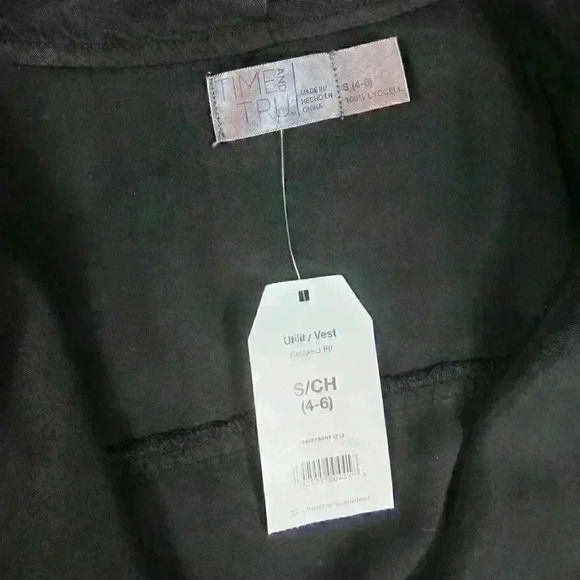 TIME AND TRU
MADE IN
HECHO EN
CHINA
S (4-6)
100% LYOCELL
Utility Vest
Relaxed Fit
S/CH
(4-6)